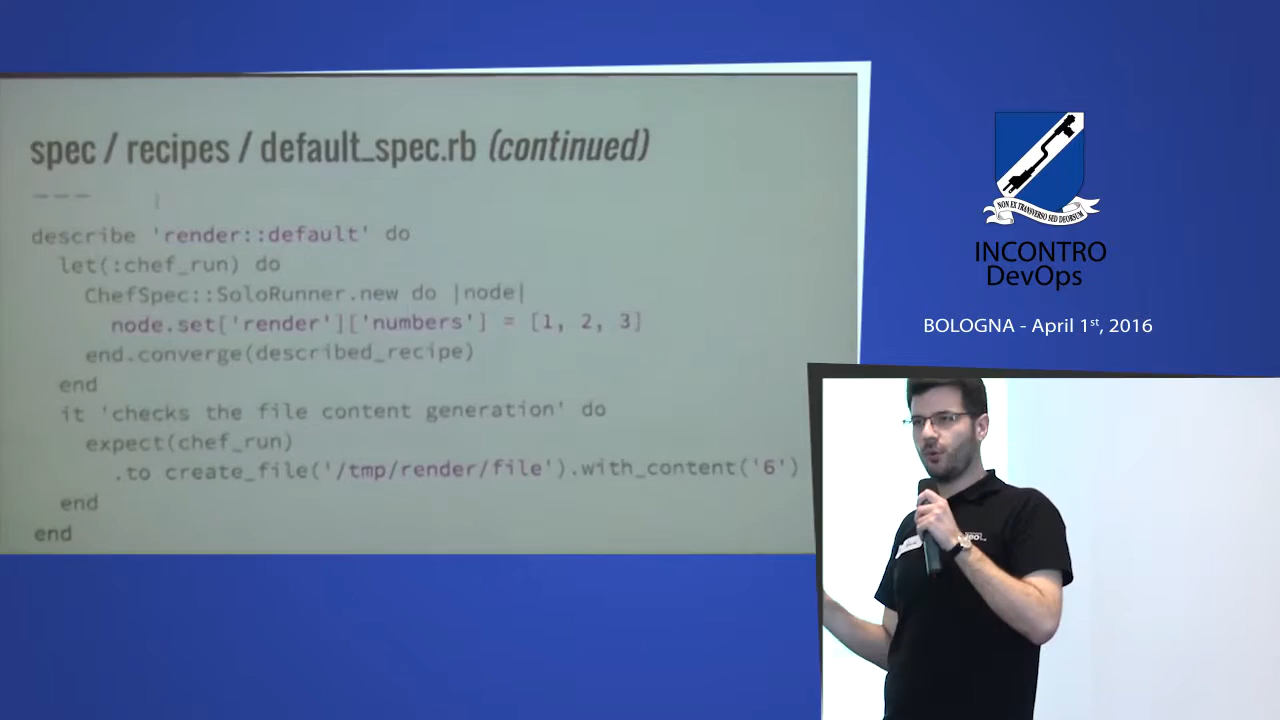 spec / recipes / default_spec.rb (continued)
describe 'render::default' do
let(:chef_run) do
ChefSpec::SoloRunner.new do |node|
node.set['render']['numbers'] = [1, 2, 3]
end.converge(described_recipe)
end
it 'checks the file content generation' do
expect(chef_run)
.to create_file('/tmp/render/file').with_content('6')
end
end
NON EX TRANSVERSO SED DEORSUM
INCONTRO
DevOps
BOLOGNA - April 1st, 2016